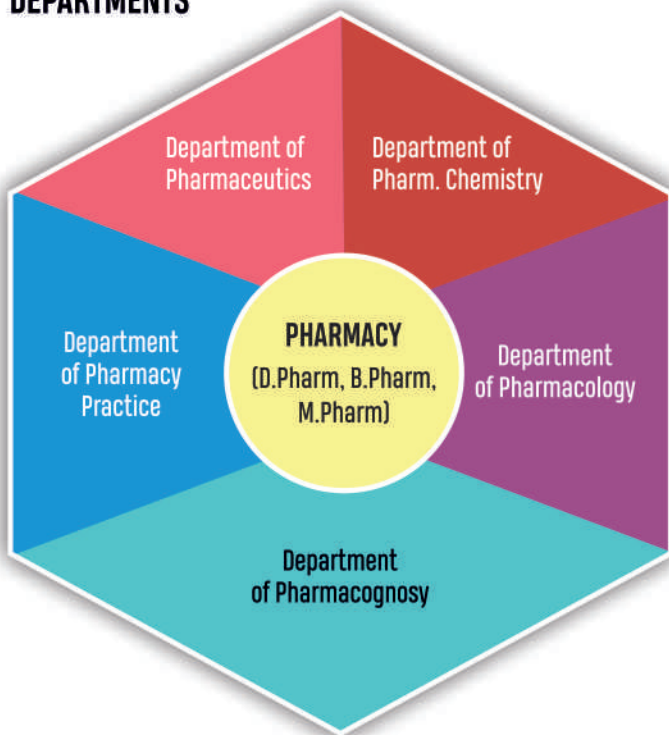 DEPARTMENTS
Department of
Pharmaceutics
Department of
Pharm. Chemistry
Department
of Pharmacy
Practice
PHARMACY
(D.Pharm, B.Pharm,
M.Pharm)
Department
of Pharmacology
Department
of Pharmacognosy